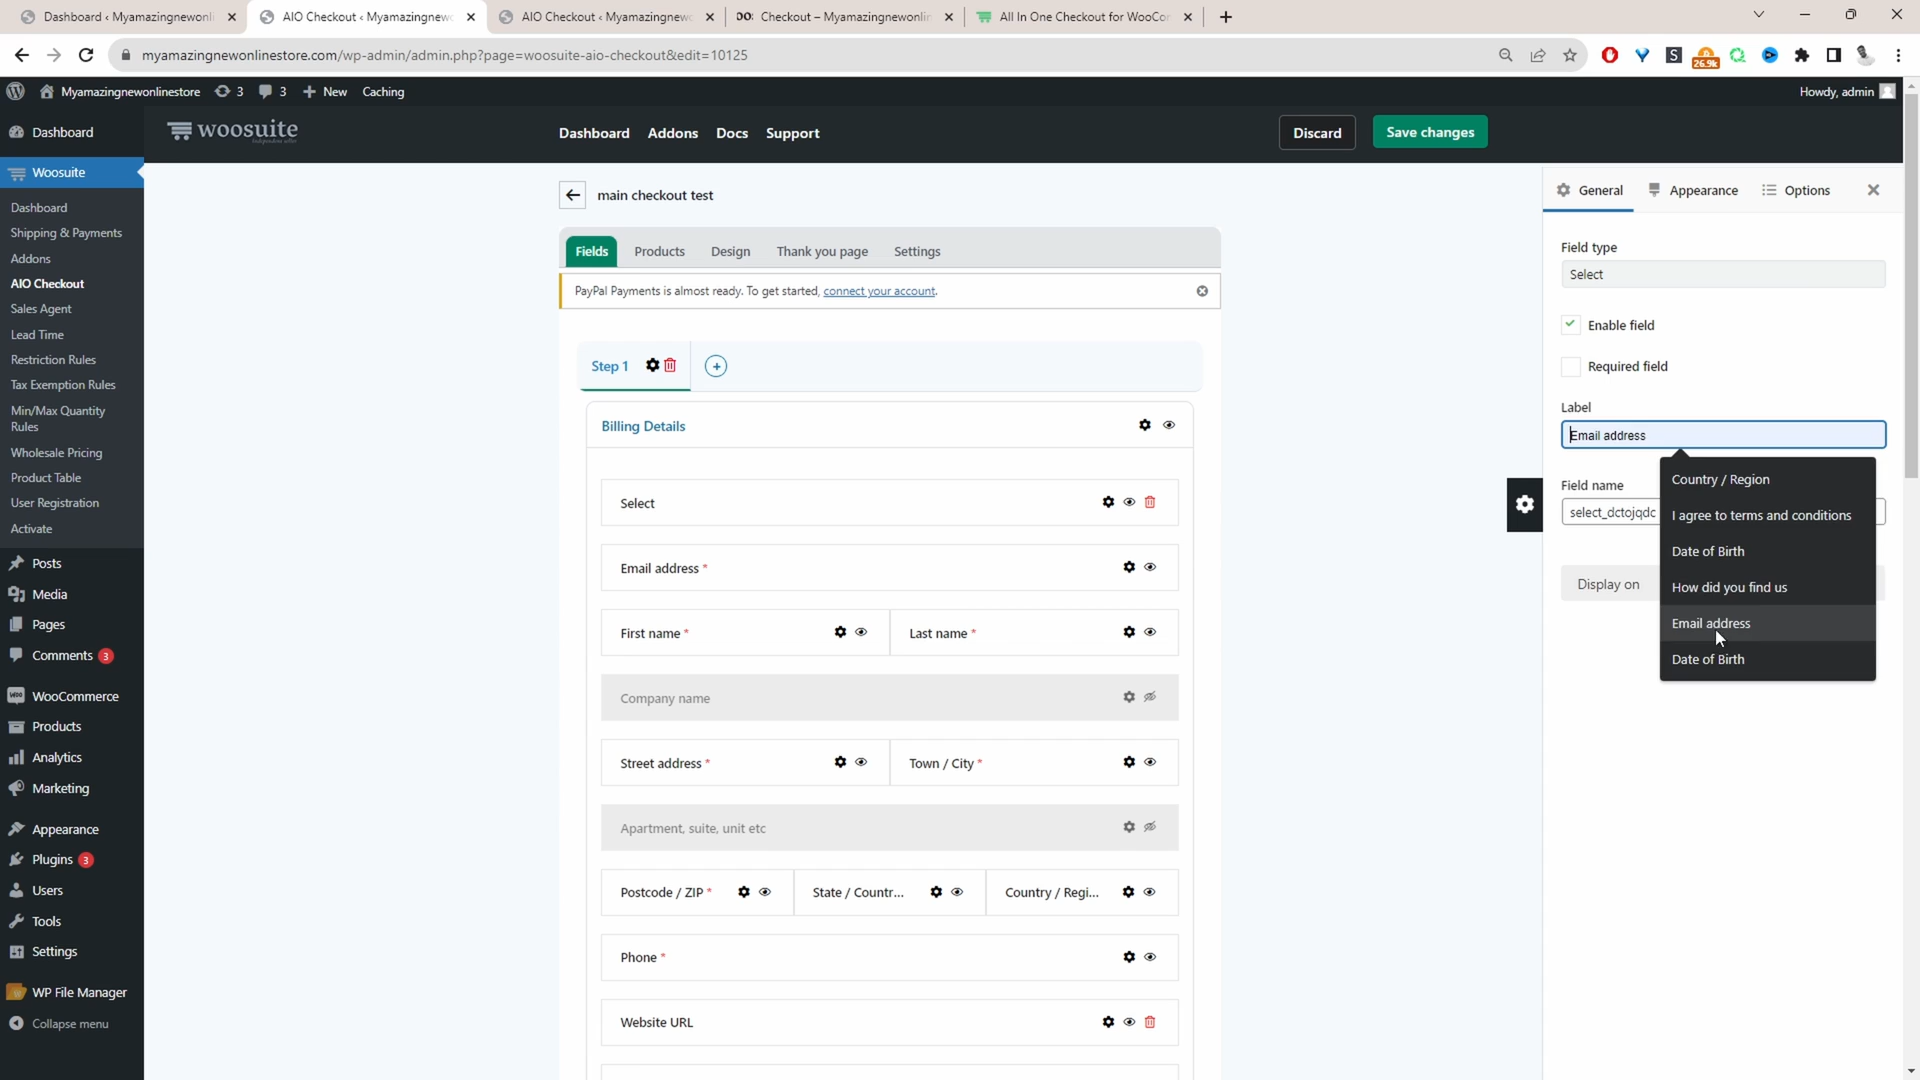 Dashboard ‹ Myamazingnewonli
AIO Checkout ‹ Myamazingnewo
AIO Checkout ‹ Myamazingnewo
Checkout – Myamazingnewonlin
All In One Checkout for WooCor
myamazingnewonlinestore.com/wp-admin/admin.php?page=woosuite-aio-checkout&edit=10125
26.9k
Myamazingnewonlinestore
3
3
New
Caching
Howdy, admin
Dashboard
Woosuite
Dashboard
Shipping & Payments
Addons
AIO Checkout
Sales Agent
Lead Time
Restriction Rules
Tax Exemption Rules
Min/Max Quantity
Rules
Wholesale Pricing
Product Table
User Registration
Activate
Posts
Media
Pages
Comments 3
WooCommerce
Products
Analytics
Marketing
Appearance
Plugins 3
Users
Tools
Settings
WP File Manager
Collapse menu
woosuite
Dashboard
Addons
Docs
Support
Discard
Save changes
main checkout test
Fields
Products
Design
Thank you page
Settings
PayPal Payments is almost ready. To get started, connect your account.
Step 1
Billing Details
Select
Email address *
First name *
Last name *
Company name
Street address *
Town / City *
Apartment, suite, unit etc
Postcode / ZIP *
State / Countr...
Country / Regi...
Phone *
Website URL
General
Appearance
Options
Field type
Select
Enable field
Required field
Label
Email address
Field name
select_dctojqdc
Display on
Country / Region
I agree to terms and conditions
Date of Birth
How did you find us
Email address
Date of Birth